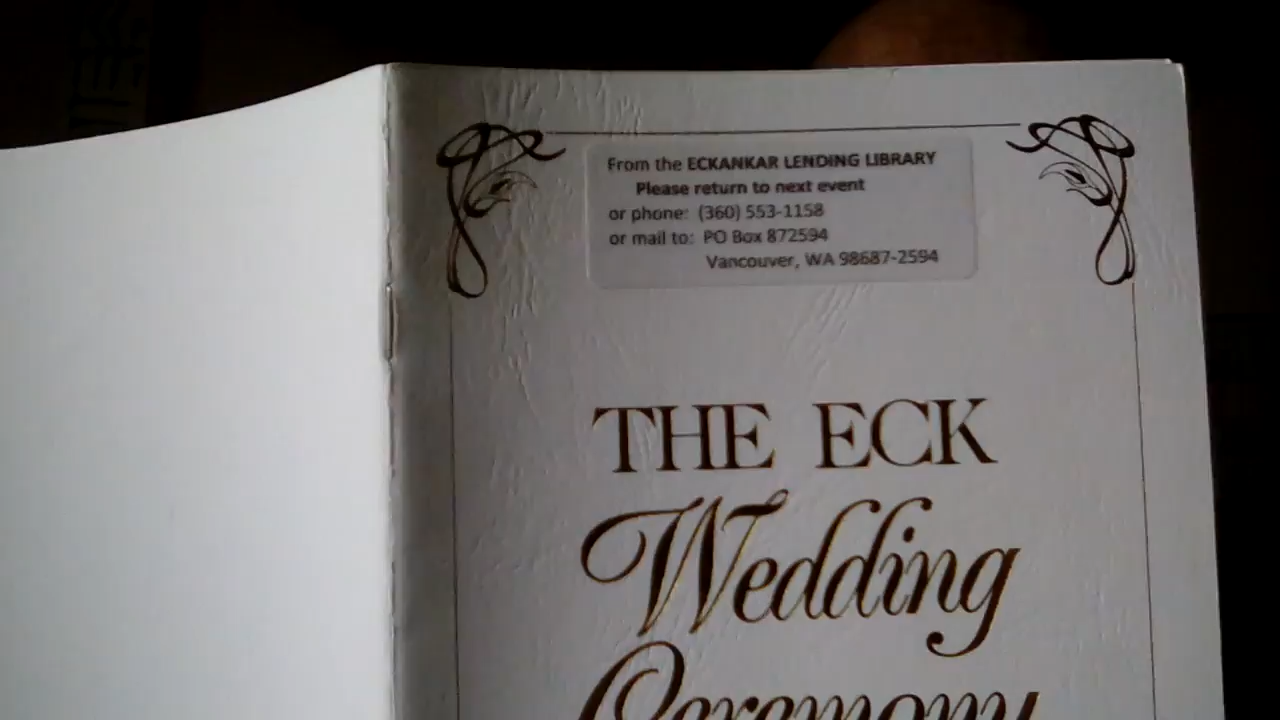 From the ECKANKAR LENDING LIBRARY
Please return to next event
or phone: (360) 553-1158
or mail to: PO Box 872594
Vancouver, WA 98687-2594
THE ECK
Wedding
Ceremony